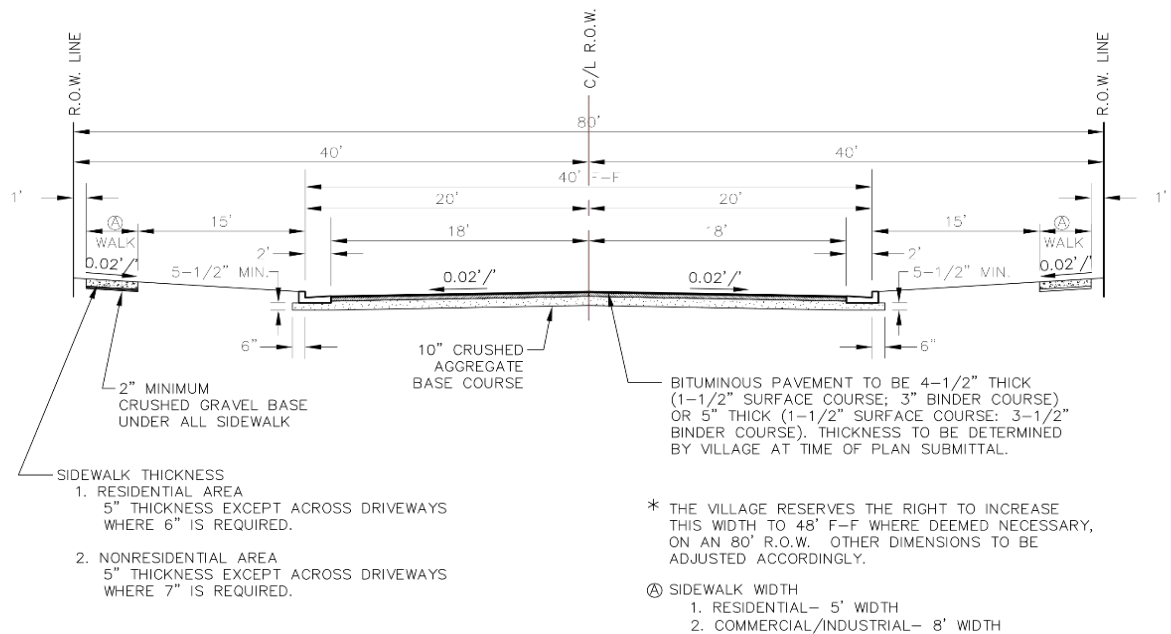 R.O.W. LINE
C/L R.O.W.
R.O.W. LINE
80'
40'
40'
40' F-F
1'
1'
20'
20'
Ⓐ
WALK
15'
18'
18'
15'
Ⓐ
WALK
2'
2'
0.02'/'
5-1/2" MIN.
0.02'/'
0.02'/'
5-1/2" MIN.
0.02'/'
6"
6"
10" CRUSHED
AGGREGATE
BASE COURSE
2" MINIMUM
CRUSHED GRAVEL BASE
UNDER ALL SIDEWALK
BITUMINOUS PAVEMENT TO BE 4-1/2" THICK
(1-1/2" SURFACE COURSE; 3" BINDER COURSE)
OR 5" THICK (1-1/2" SURFACE COURSE: 3-1/2"
BINDER COURSE). THICKNESS TO BE DETERMINED
BY VILLAGE AT TIME OF PLAN SUBMITTAL.
SIDEWALK THICKNESS
1. RESIDENTIAL AREA
5" THICKNESS EXCEPT ACROSS DRIVEWAYS
WHERE 6" IS REQUIRED.
2. NONRESIDENTIAL AREA
5" THICKNESS EXCEPT ACROSS DRIVEWAYS
WHERE 7" IS REQUIRED.
* THE VILLAGE RESERVES THE RIGHT TO INCREASE
THIS WIDTH TO 48' F-F WHERE DEEMED NECESSARY,
ON AN 80' R.O.W. OTHER DIMENSIONS TO BE
ADJUSTED ACCORDINGLY.
Ⓐ SIDEWALK WIDTH
1. RESIDENTIAL- 5' WIDTH
2. COMMERCIAL/INDUSTRIAL- 8' WIDTH